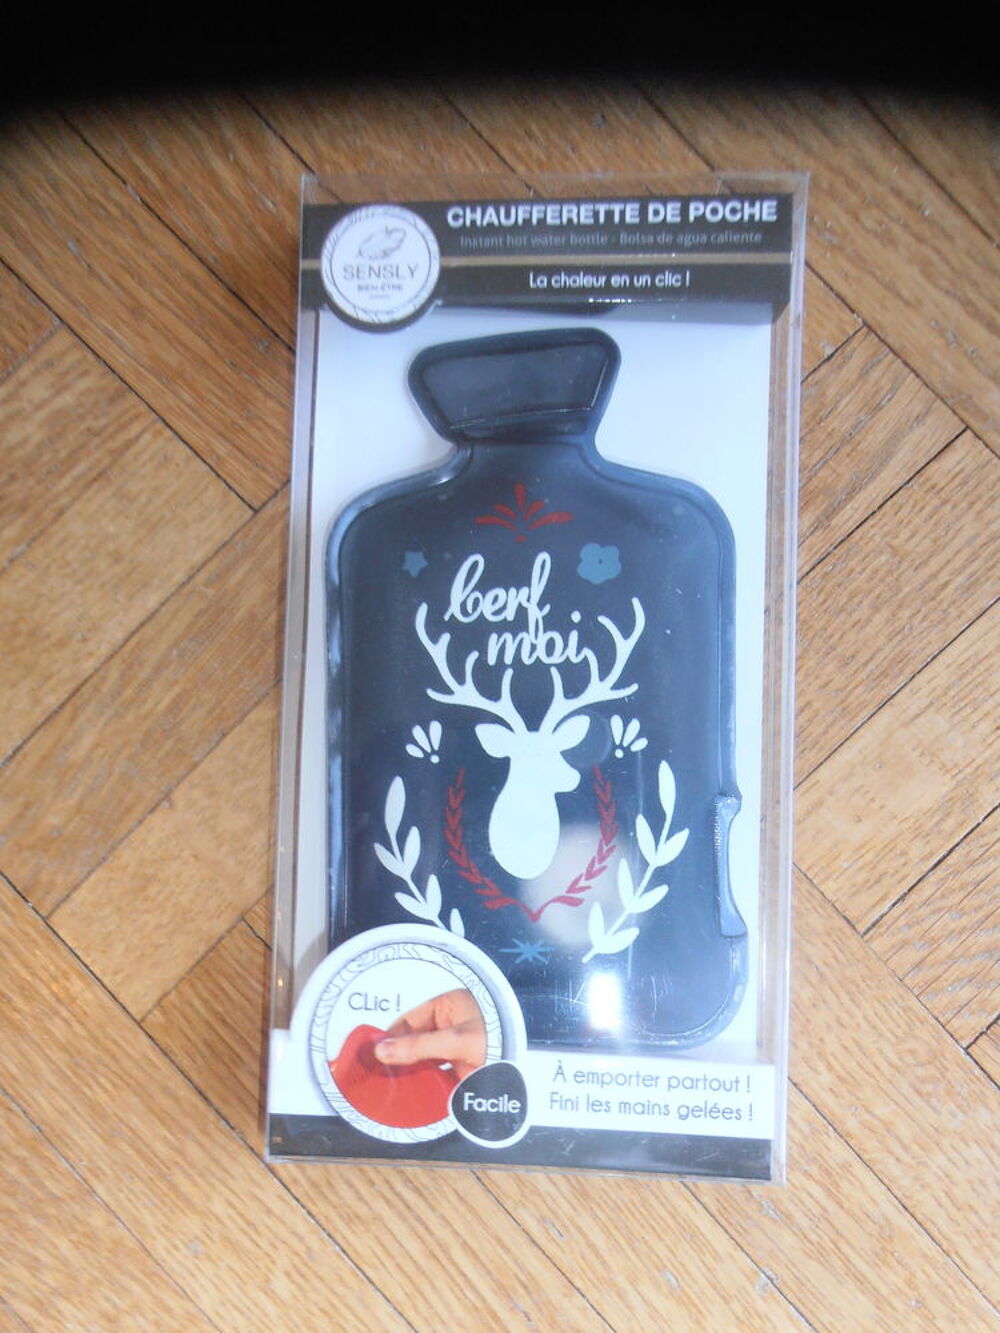 CHAUFFERETTE DE POCHE
Instant hot water bottle - Bolsa de agua caliente
La chaleur en un clic !
SENSLY
BIEN-ÊTRE
Cerf
moi
CLic !
Facile
À emporter partout !
Fini les mains gelées !